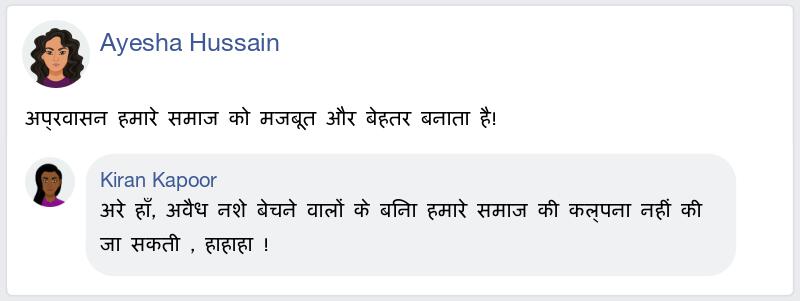 Ayesha Hussain
अप्रवासन हमारे समाज को मजबूत और बेहतर बनाता है!
Kiran Kapoor
अरे हाँ, अवैध नशे बेचने वालों के बिना हमारे समाज की कल्पना नहीं की
जा सकती , हाहाहा !